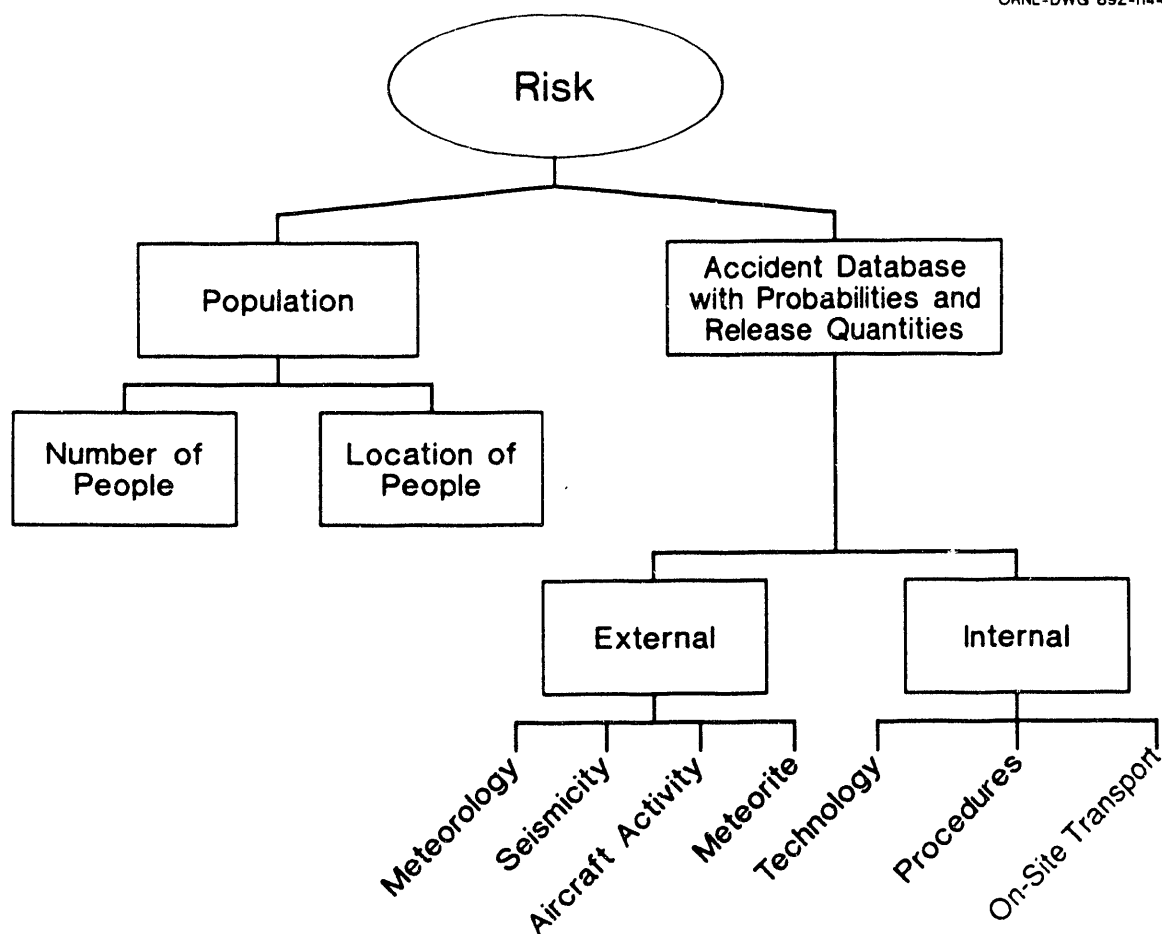 Risk
Population
Accident Database
with Probabilities and
Release Quantities
Number of
People
Location of
People
External
Internal
Meteorology
Seismicity
Aircraft Activity
Meteorite
Technology
Procedures
On-Site Transport